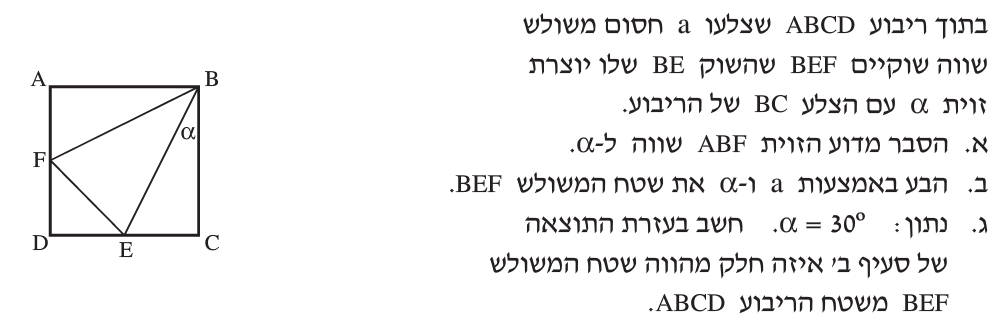 בתוך ריבוע ABCD שצלעו a חסום משולש
שווה שוקיים BEF שהשוק BE שלו יוצרת
זוית α עם הצלע BC של הריבוע.
א. הסבר מדוע הזוית ABF שווה ל-α.
ב. הבע באמצעות a ו-α את שטח המשולש BEF.
ג. נתון: α = 30°. חשב בעזרת התוצאה
של סעיף ב' איזה חלק מהווה שטח המשולש
BEF משטח הריבוע ABCD.
A B
α
F
D E C